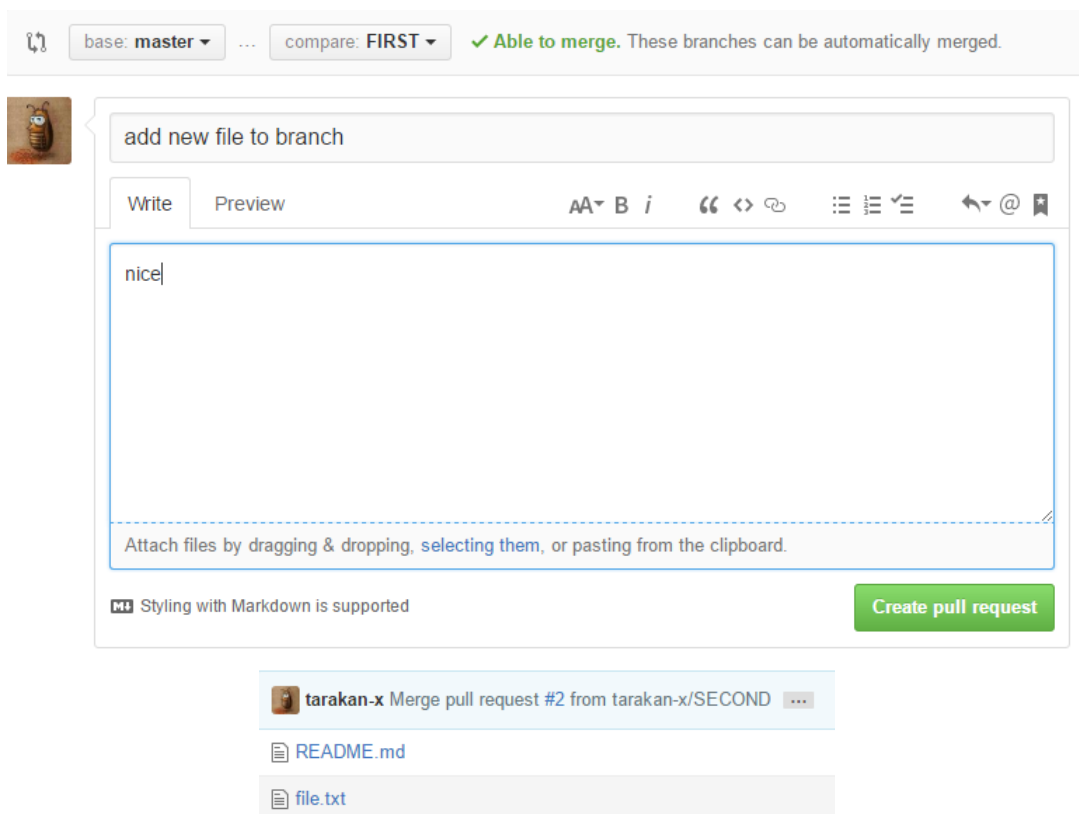 base: master ... compare: FIRST Able to merge. These branches can be automatically merged.
add new file to branch
Write Preview AA B i “ <> @
nice
Attach files by dragging & dropping, selecting them, or pasting from the clipboard.
M Styling with Markdown is supported Create pull request
tarakan-x Merge pull request #2 from tarakan-x/SECOND ...
README.md
file.txt